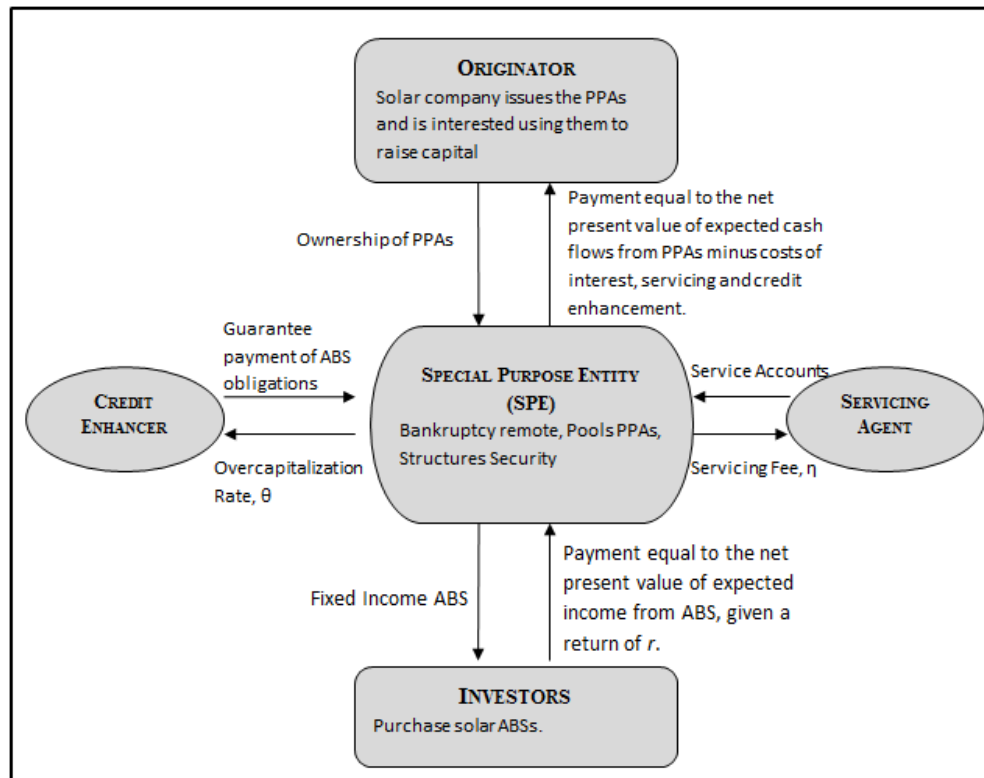 ORIGINATOR
Solar company issues the PPAs
and is interested using them to
raise capital
Ownership of PPAs
Payment equal to the net
present value of expected cash
flows from PPAs minus costs of
interest, servicing and credit
enhancement.
Guarantee
payment of ABS
obligations
CREDIT
ENHANCER
Overcapitalization
Rate, θ
SPECIAL PURPOSE ENTITY
(SPE)
Bankruptcy remote, Pools PPAs,
Structures Security
Service Accounts
SERVICING
AGENT
Servicing Fee, η
Fixed Income ABS
Payment equal to the net
present value of expected
income from ABS, given a
return of r.
INVESTORS
Purchase solar ABSs.